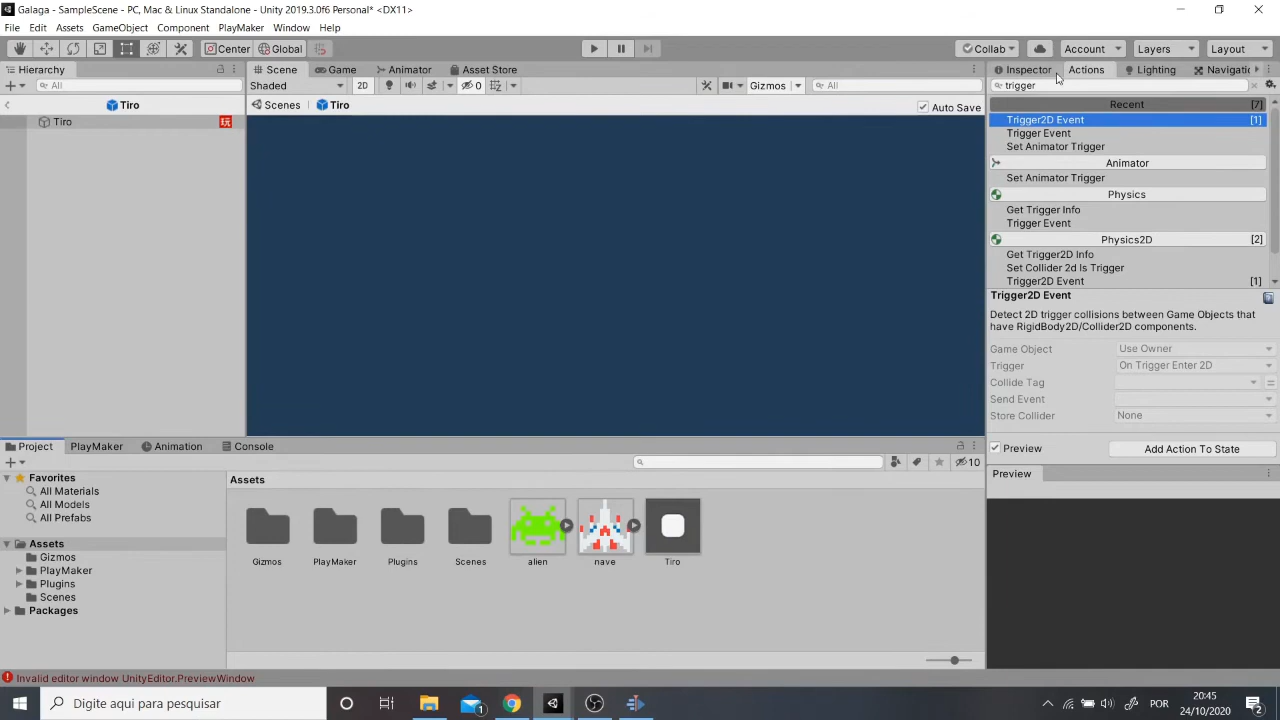 Galaga - SampleScene - PC, Mac & Linux Standalone - Unity 2019.3.0f6 Personal* <DX11>
File Edit Assets GameObject Component PlayMaker Window Help
Center Global Collab Account Layers Layout
Hierarchy Scene Game Animator Asset Store Inspector Actions Lighting Navigati
All Shaded 2D 0 Gizmos All trigger
Tiro Scenes Tiro Auto Save Recent [7]
Tiro 玩
Trigger2D Event [1]
Trigger Event
Set Animator Trigger
Animator
Set Animator Trigger
Physics
Get Trigger Info
Trigger Event
Physics2D [2]
Get Trigger2D Info
Set Collider 2d Is Trigger
Trigger2D Event [1]
Trigger2D Event
Detect 2D trigger collisions between Game Objects that
have RigidBody2D/Collider2D components.
Game Object Use Owner
Trigger On Trigger Enter 2D
Collide Tag
Send Event
Store Collider None
Preview Add Action To State
Preview
Project PlayMaker Animation Console
10
Favorites
All Materials
All Models
All Prefabs
Assets
Gizmos
PlayMaker
Plugins
Scenes
Packages
Assets
Gizmos PlayMaker Plugins Scenes alien nave Tiro
Invalid editor window UnityEditor.PreviewWindow
Digite aqui para pesquisar
1
POR
20:45
24/10/2020
2